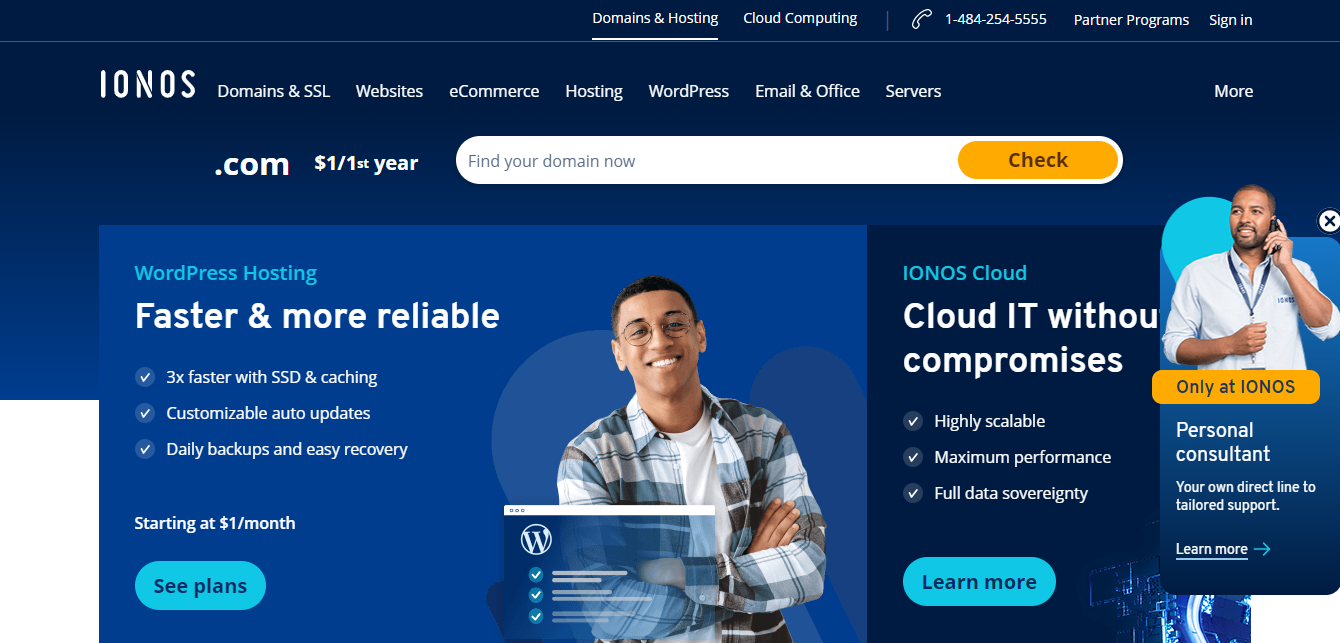 Domains & Hosting Cloud Computing 1-484-254-5555 Partner Programs Sign in
IONOS Domains & SSL Websites eCommerce Hosting WordPress Email & Office Servers More
.com $1/1st year Find your domain now Check
WordPress Hosting
Faster & more reliable
3x faster with SSD & caching
Customizable auto updates
Daily backups and easy recovery
Starting at $1/month
See plans
IONOS Cloud
Cloud IT withou
compromises
Highly scalable
Maximum performance
Full data sovereignty
Learn more
IONOS
Only at IONOS
Personal
consultant
Your own direct line to
tailored support.
Learn more